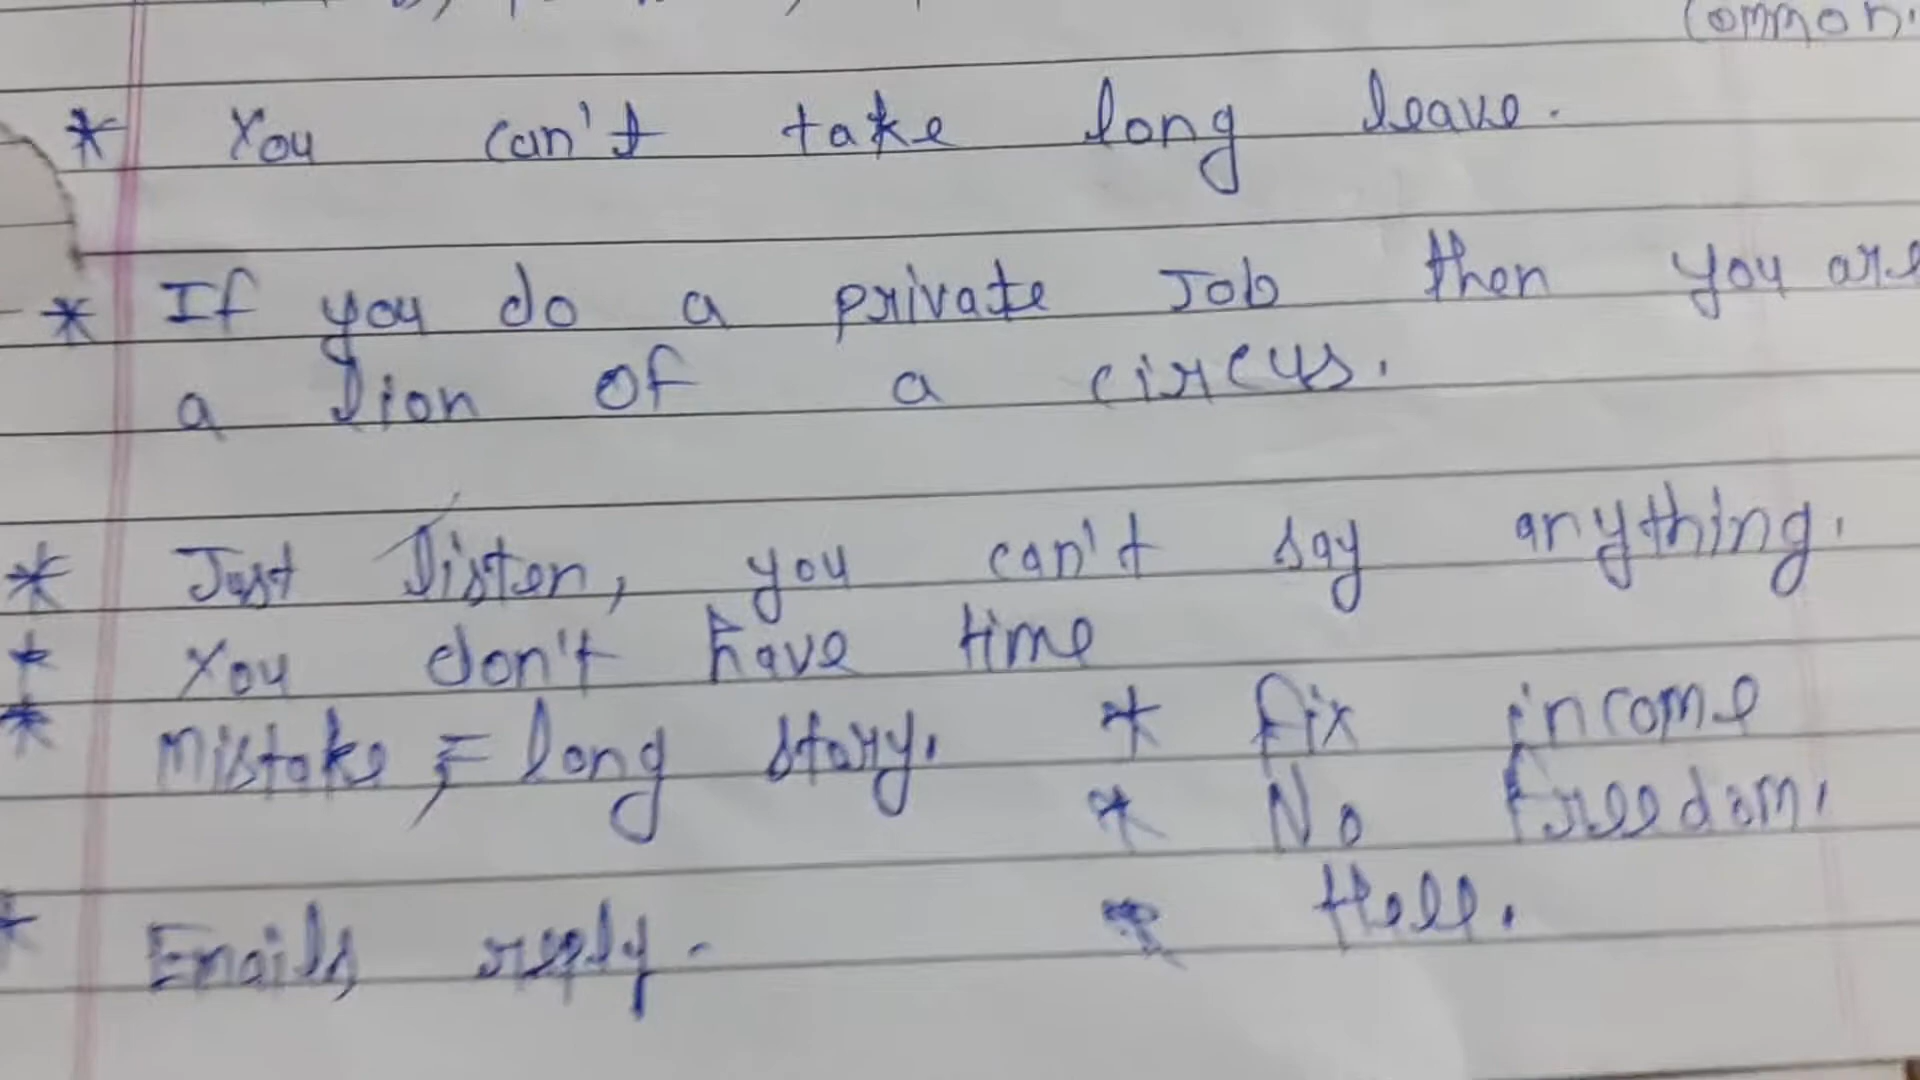 common.
* You can't take long leave.
* If you do a private Job then you are
a lion of a circus.
* Just listen, you can't say anything.
* You don't have time
* Mistake, = long story. * fix income
* No freedom.
* Emails reply. * Hell.